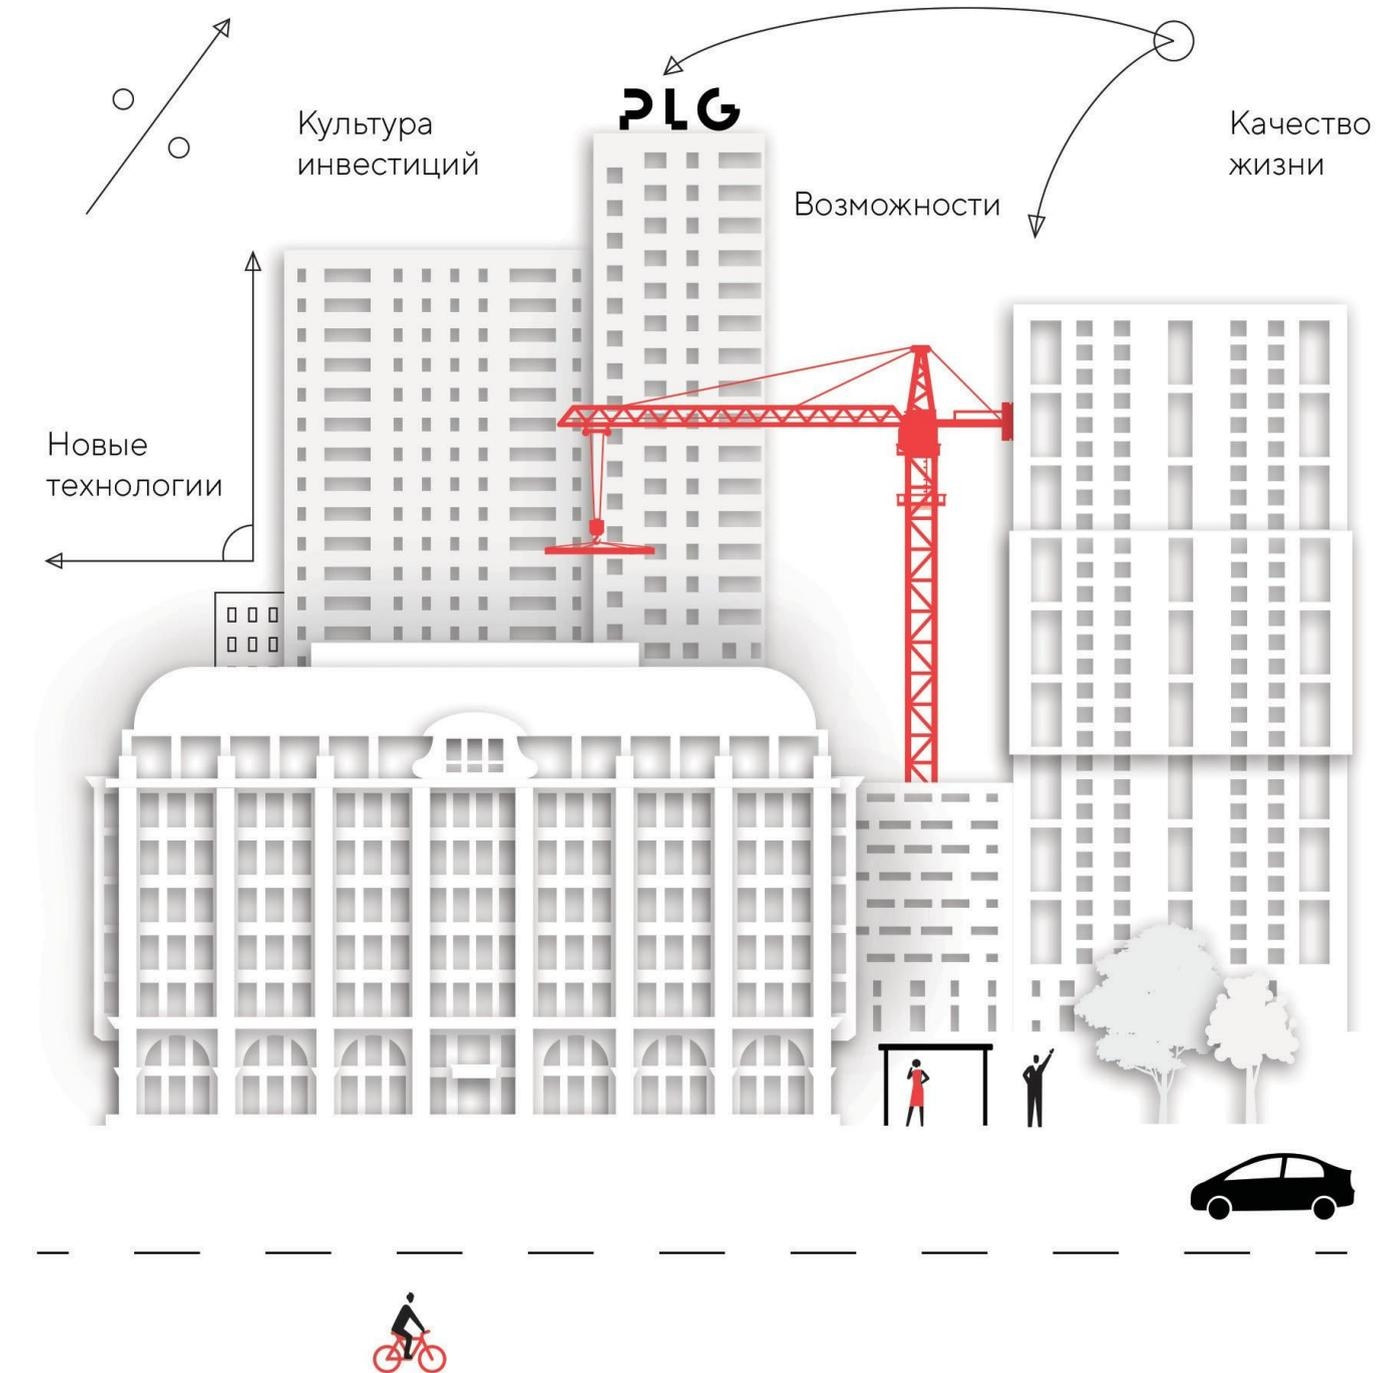 PLG
Культура
инвестиций
Качество
жизни
Возможности
Новые
технологии